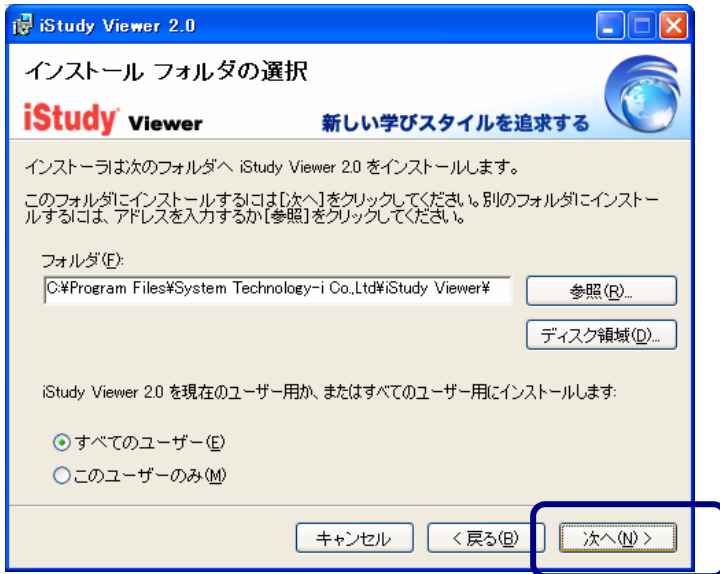 iStudy Viewer 2.0
インストール フォルダの選択
iStudy Viewer
新しい学びスタイルを追求する
インストーラは次のフォルダへ iStudy Viewer 2.0 をインストールします。
このフォルダにインストールするには[次へ]をクリックしてください。別のフォルダにインストー
ルするには、アドレスを入力するか[参照]をクリックしてください。
フォルダ(F):
C:¥Program Files¥System Technology-i Co.,Ltd¥iStudy Viewer¥
参照(R)...
ディスク領域(D)...
iStudy Viewer 2.0 を現在のユーザー用か、またはすべてのユーザー用にインストールします:
すべてのユーザー(E)
このユーザーのみ(M)
キャンセル
< 戻る(B)
次へ(N) >